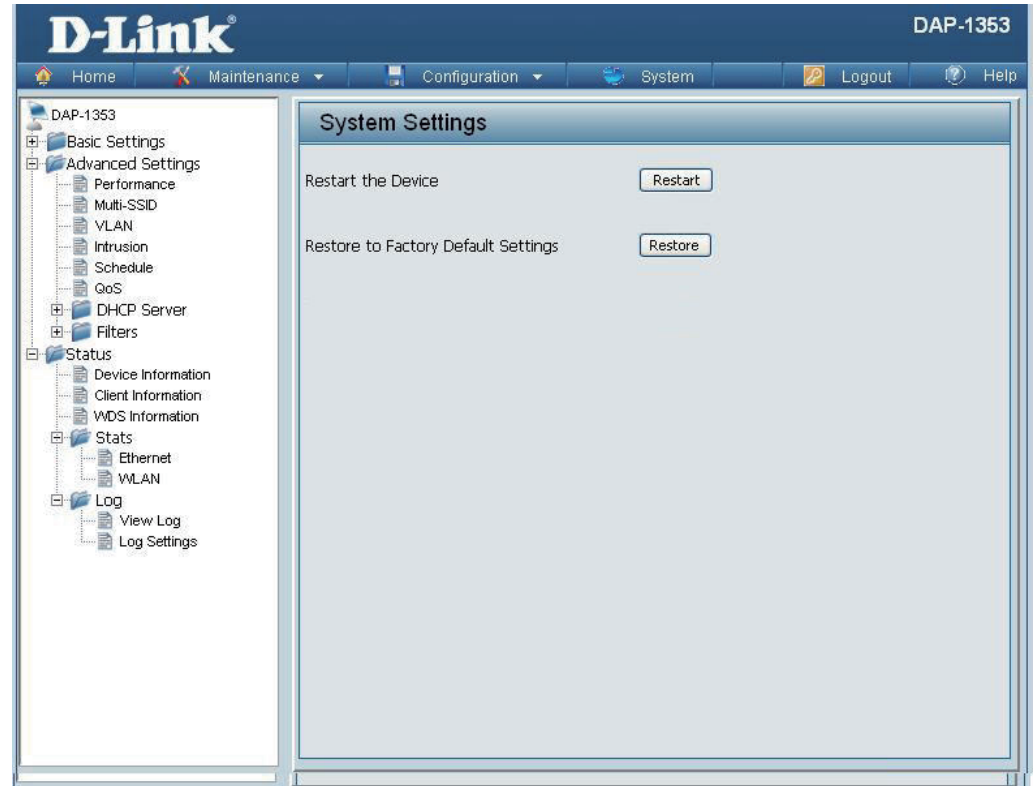 D-Link®
DAP-1353
Home Maintenance Configuration System Logout Help
DAP-1353
Basic Settings
Advanced Settings
Performance
Multi-SSID
VLAN
Intrusion
Schedule
QoS
DHCP Server
Filters
Status
Device Information
Client Information
WDS Information
Stats
Ethernet
WLAN
Log
View Log
Log Settings
System Settings
Restart the Device Restart
Restore to Factory Default Settings Restore